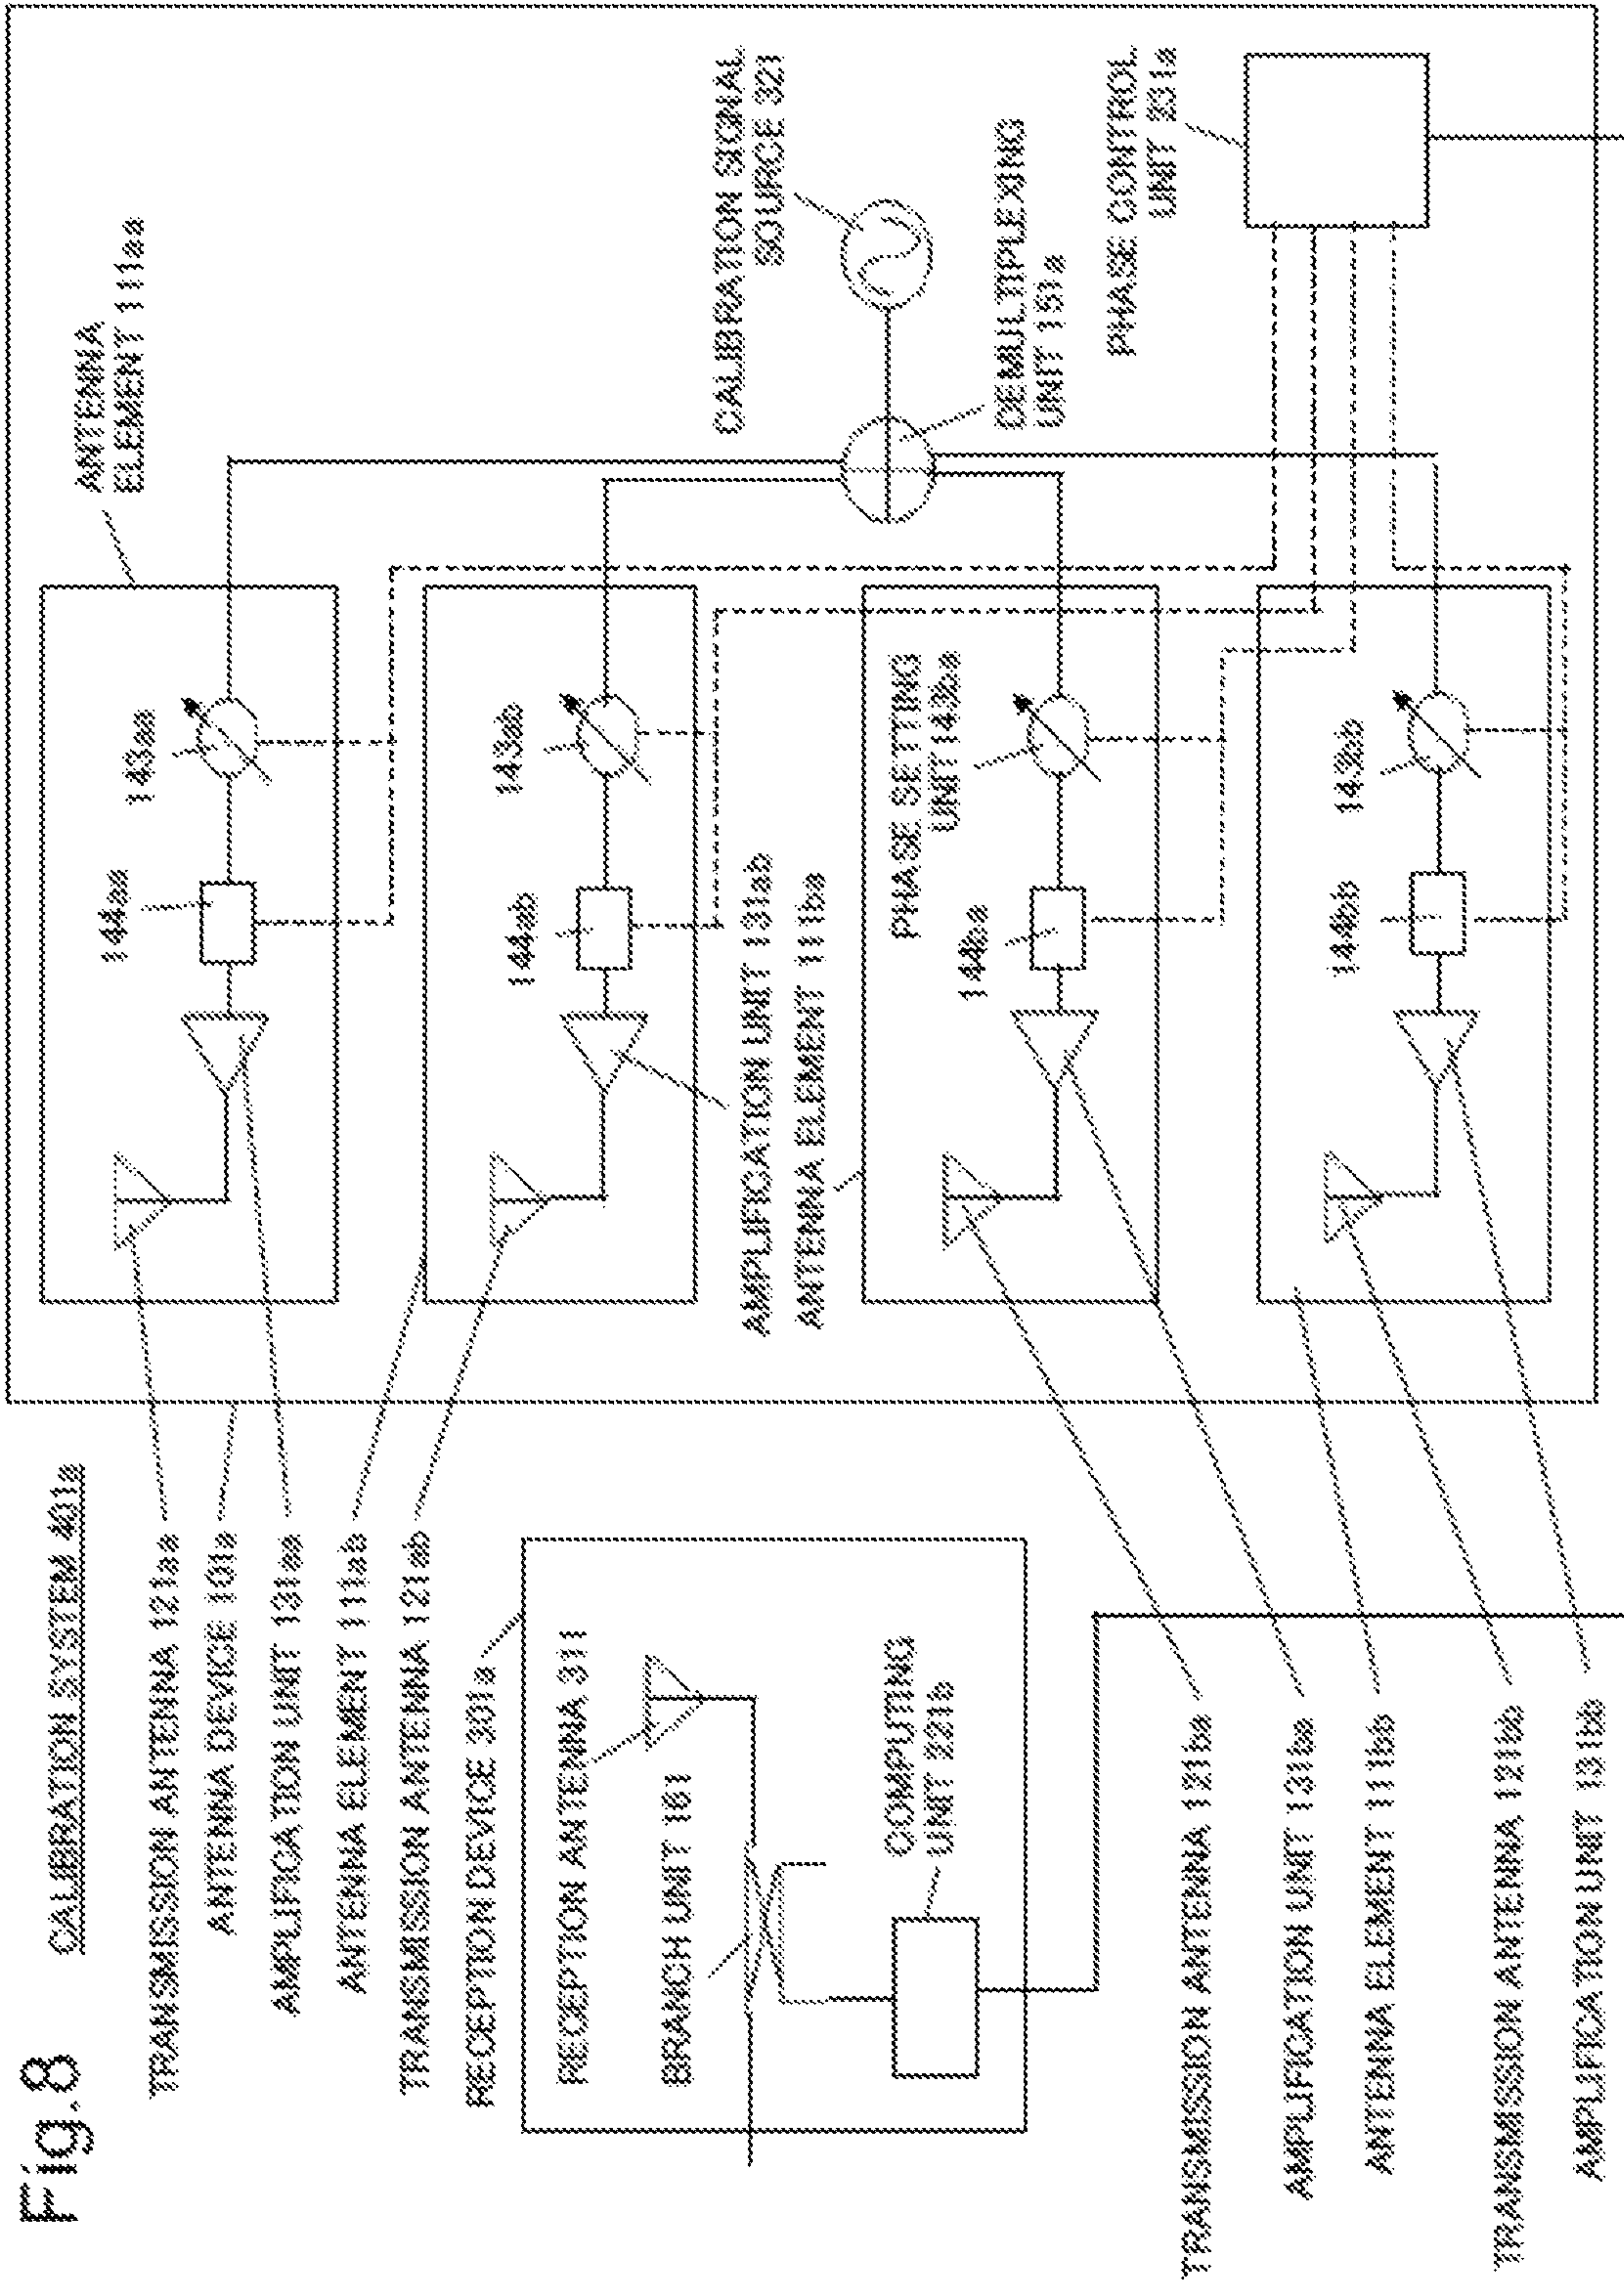 Fig.8
CALIBRATION SYSTEM 401a
TRANSMISSION ANTENNA 121aa
ANTENNA DEVICE 101a
AMPLIFICATION UNIT 131aa
ANTENNA ELEMENT 111ab
TRANSMISSION ANTENNA 121ab
RECEPTION DEVICE 301a
RECEPTION ANTENNA 311
BRANCH UNIT 161
COMPUTING
UNIT 221b
TRANSMISSION ANTENNA 121ba
AMPLIFICATION UNIT 131ba
ANTENNA ELEMENT 111bb
TRANSMISSION ANTENNA 121bb
AMPLIFICATION UNIT 131bb
ANTENNA
ELEMENT 111aa
144aa
143aa
144ab
143ab
AMPLIFICATION UNIT 131ab
ANTENNA ELEMENT 111ba
PHASE SETTING
UNIT143ba
144ba
144bb
143bb
CALIBRATION SIGNAL
SOURCE 321
DEMULTIPLEXING
UNIT 151a
PHASE CONTROL
UNIT 331a